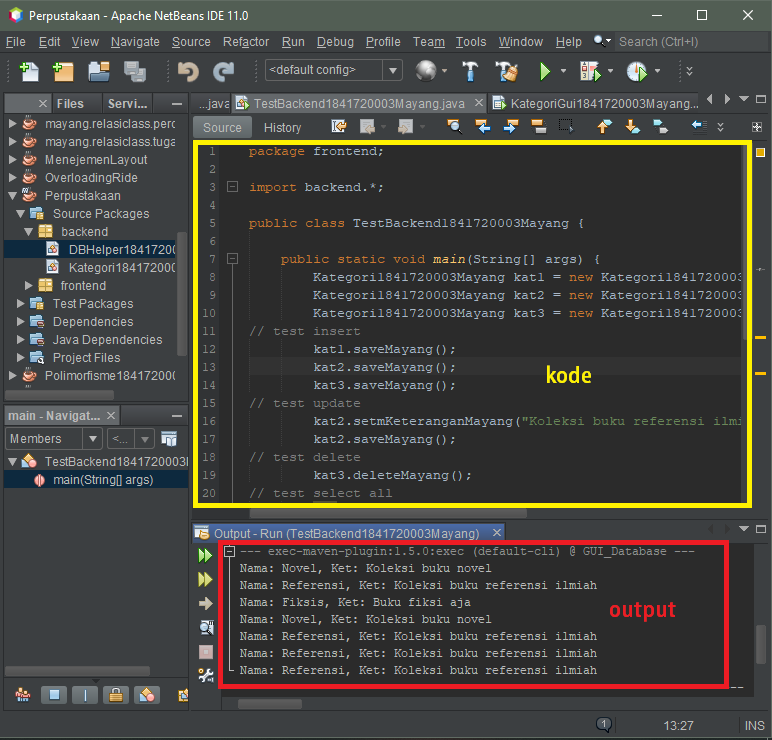 Perpustakaan - Apache NetBeans IDE 11.0
File Edit View Navigate Source Refactor Run Debug Profile Team Tools Window Help Search (Ctrl+I)
<default config>
Files Servi...
...java TestBackend1841720003Mayang.java KategoriGui1841720003Mayang...
Source History
mayang.relasiclass.perc
mayang.relasiclass.tuga
MenejemenLayout
OverloadingRide
Perpustakaan
Source Packages
backend
DBHelper184172(
Kategori1841720(
frontend
Test Packages
Dependencies
Java Dependencies
Project Files
Polimorfisme184172000
1 package frontend;
2
3 import backend.*;
4
5 public class TestBackend1841720003Mayang {
6
7 public static void main(String[] args) {
8 Kategori1841720003Mayang kat1 = new Kategori1841720003
9 Kategori1841720003Mayang kat2 = new Kategori1841720003
10 Kategori1841720003Mayang kat3 = new Kategori1841720003
11 // test insert
12 kat1.saveMayang();
13 kat2.saveMayang();
14 kat3.saveMayang();
15 // test update
16 kat2.setmKeteranganMayang("Koleksi buku referensi ilmi
17 kat2.saveMayang();
18 // test delete
19 kat3.deleteMayang();
20 // test select all
kode
main - Navigat...
Members <...
TestBackend1841720003
main(String[] args)
Output - Run (TestBackend1841720003Mayang)
--- exec-maven-plugin:1.5.0:exec (default-cli) @ GUI_Database ---
Nama: Novel, Ket: Koleksi buku novel
Nama: Referensi, Ket: Koleksi buku referensi ilmiah
Nama: Fiksis, Ket: Buku fiksi aja
Nama: Novel, Ket: Koleksi buku novel
Nama: Referensi, Ket: Koleksi buku referensi ilmiah
Nama: Referensi, Ket: Koleksi buku referensi ilmiah
Nama: Referensi, Ket: Koleksi buku referensi ilmiah
output
1 13:27 INS